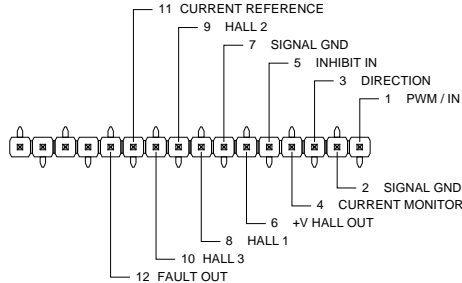 11 CURRENT REFERENCE
9 HALL 2
7 SIGNAL GND
5 INHIBIT IN
3 DIRECTION
1 PWM / IN
2 SIGNAL GND
4 CURRENT MONITOR
6 +V HALL OUT
8 HALL 1
10 HALL 3
12 FAULT OUT